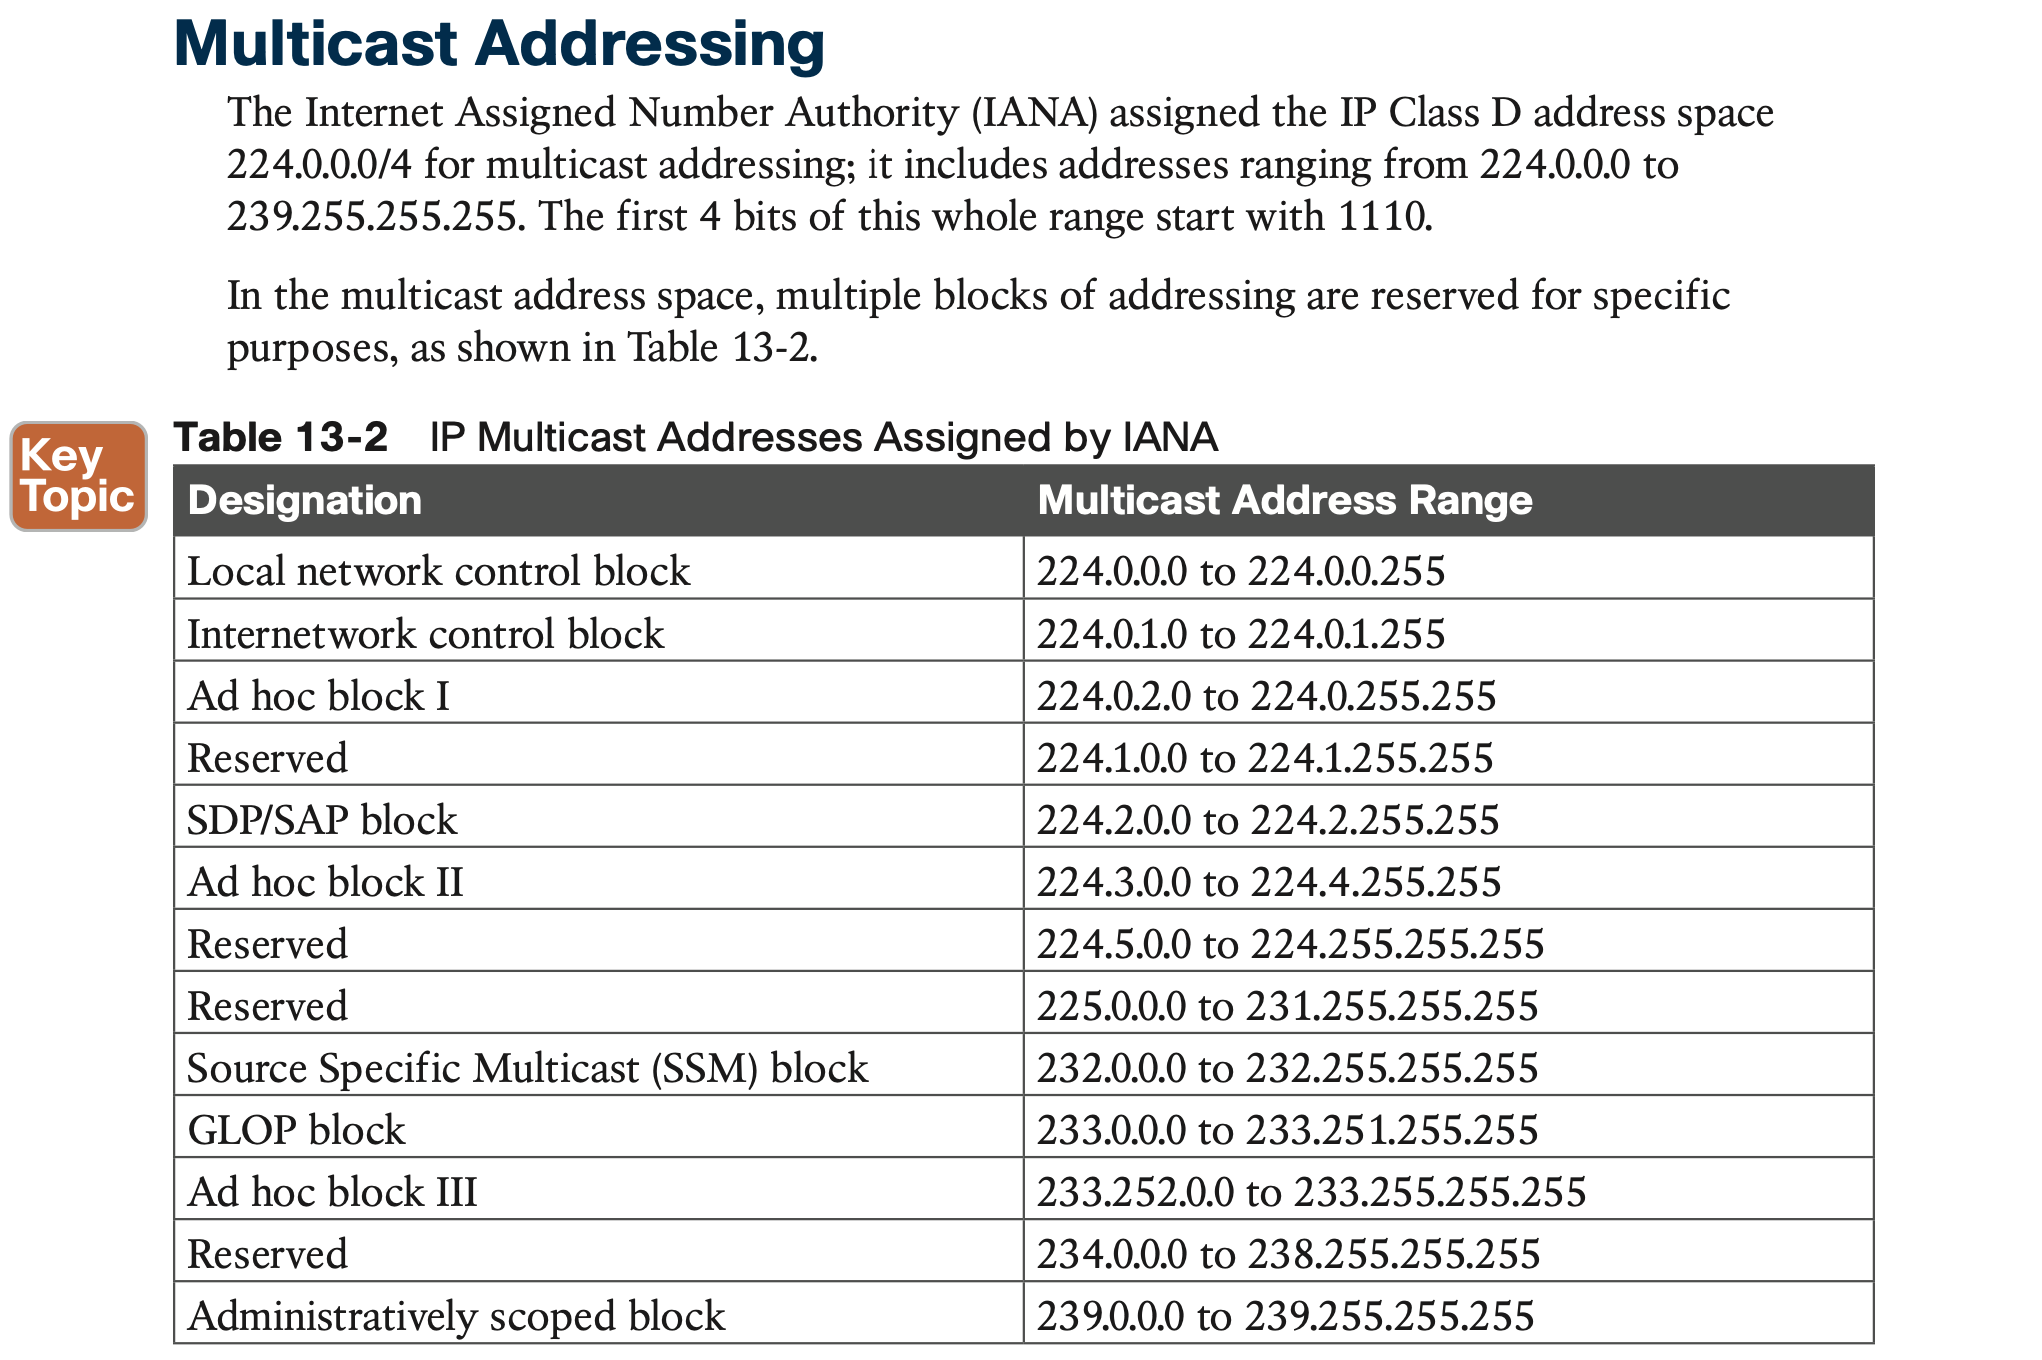 Multicast Addressing
The Internet Assigned Number Authority (IANA) assigned the IP Class D address space
224.0.0.0/4 for multicast addressing; it includes addresses ranging from 224.0.0.0 to
239.255.255.255. The first 4 bits of this whole range start with 1110.
In the multicast address space, multiple blocks of addressing are reserved for specific
purposes, as shown in Table 13-2.
Key
Topic
Table 13-2 IP Multicast Addresses Assigned by IANA
Designation Multicast Address Range
Local network control block 224.0.0.0 to 224.0.0.255
Internetwork control block 224.0.1.0 to 224.0.1.255
Ad hoc block I 224.0.2.0 to 224.0.255.255
Reserved 224.1.0.0 to 224.1.255.255
SDP/SAP block 224.2.0.0 to 224.2.255.255
Ad hoc block II 224.3.0.0 to 224.4.255.255
Reserved 224.5.0.0 to 224.255.255.255
Reserved 225.0.0.0 to 231.255.255.255
Source Specific Multicast (SSM) block 232.0.0.0 to 232.255.255.255
GLOP block 233.0.0.0 to 233.251.255.255
Ad hoc block III 233.252.0.0 to 233.255.255.255
Reserved 234.0.0.0 to 238.255.255.255
Administratively scoped block 239.0.0.0 to 239.255.255.255